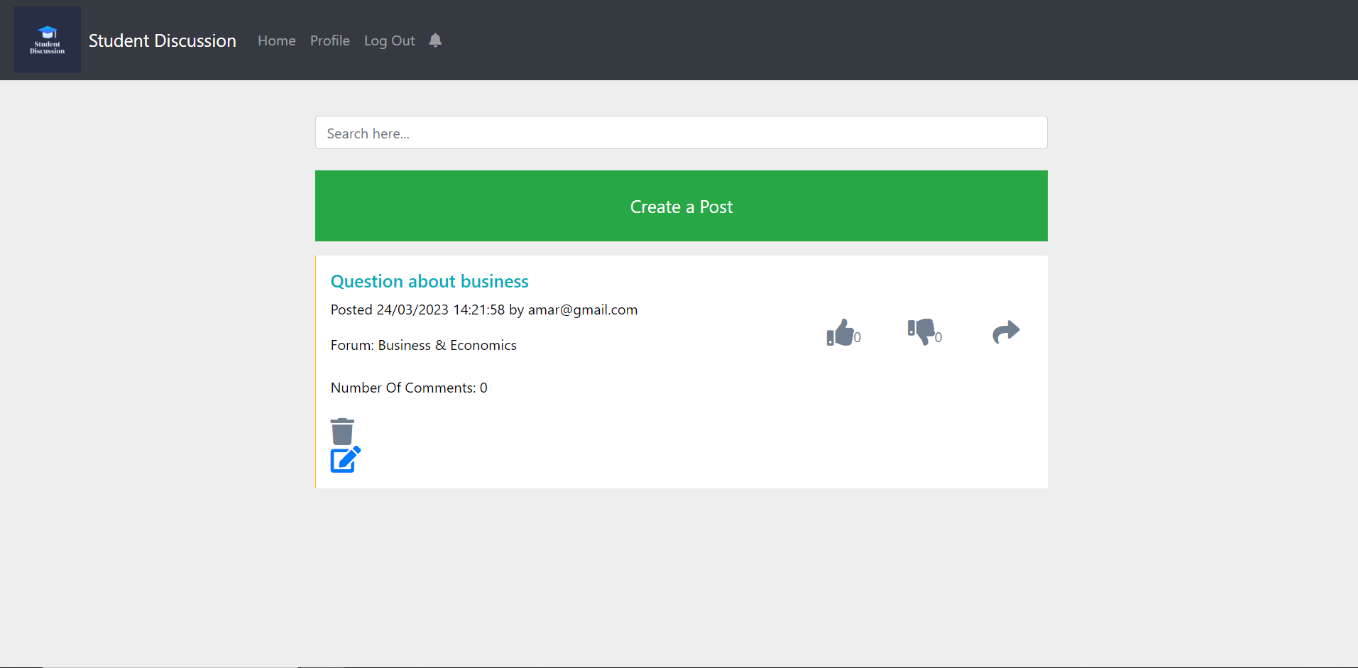 Student
Discussion
Student Discussion Home Profile Log Out
Search here...
Create a Post
Question about business
Posted 24/03/2023 14:21:58 by amar@gmail.com
0 0
Forum: Business & Economics
Number Of Comments: 0